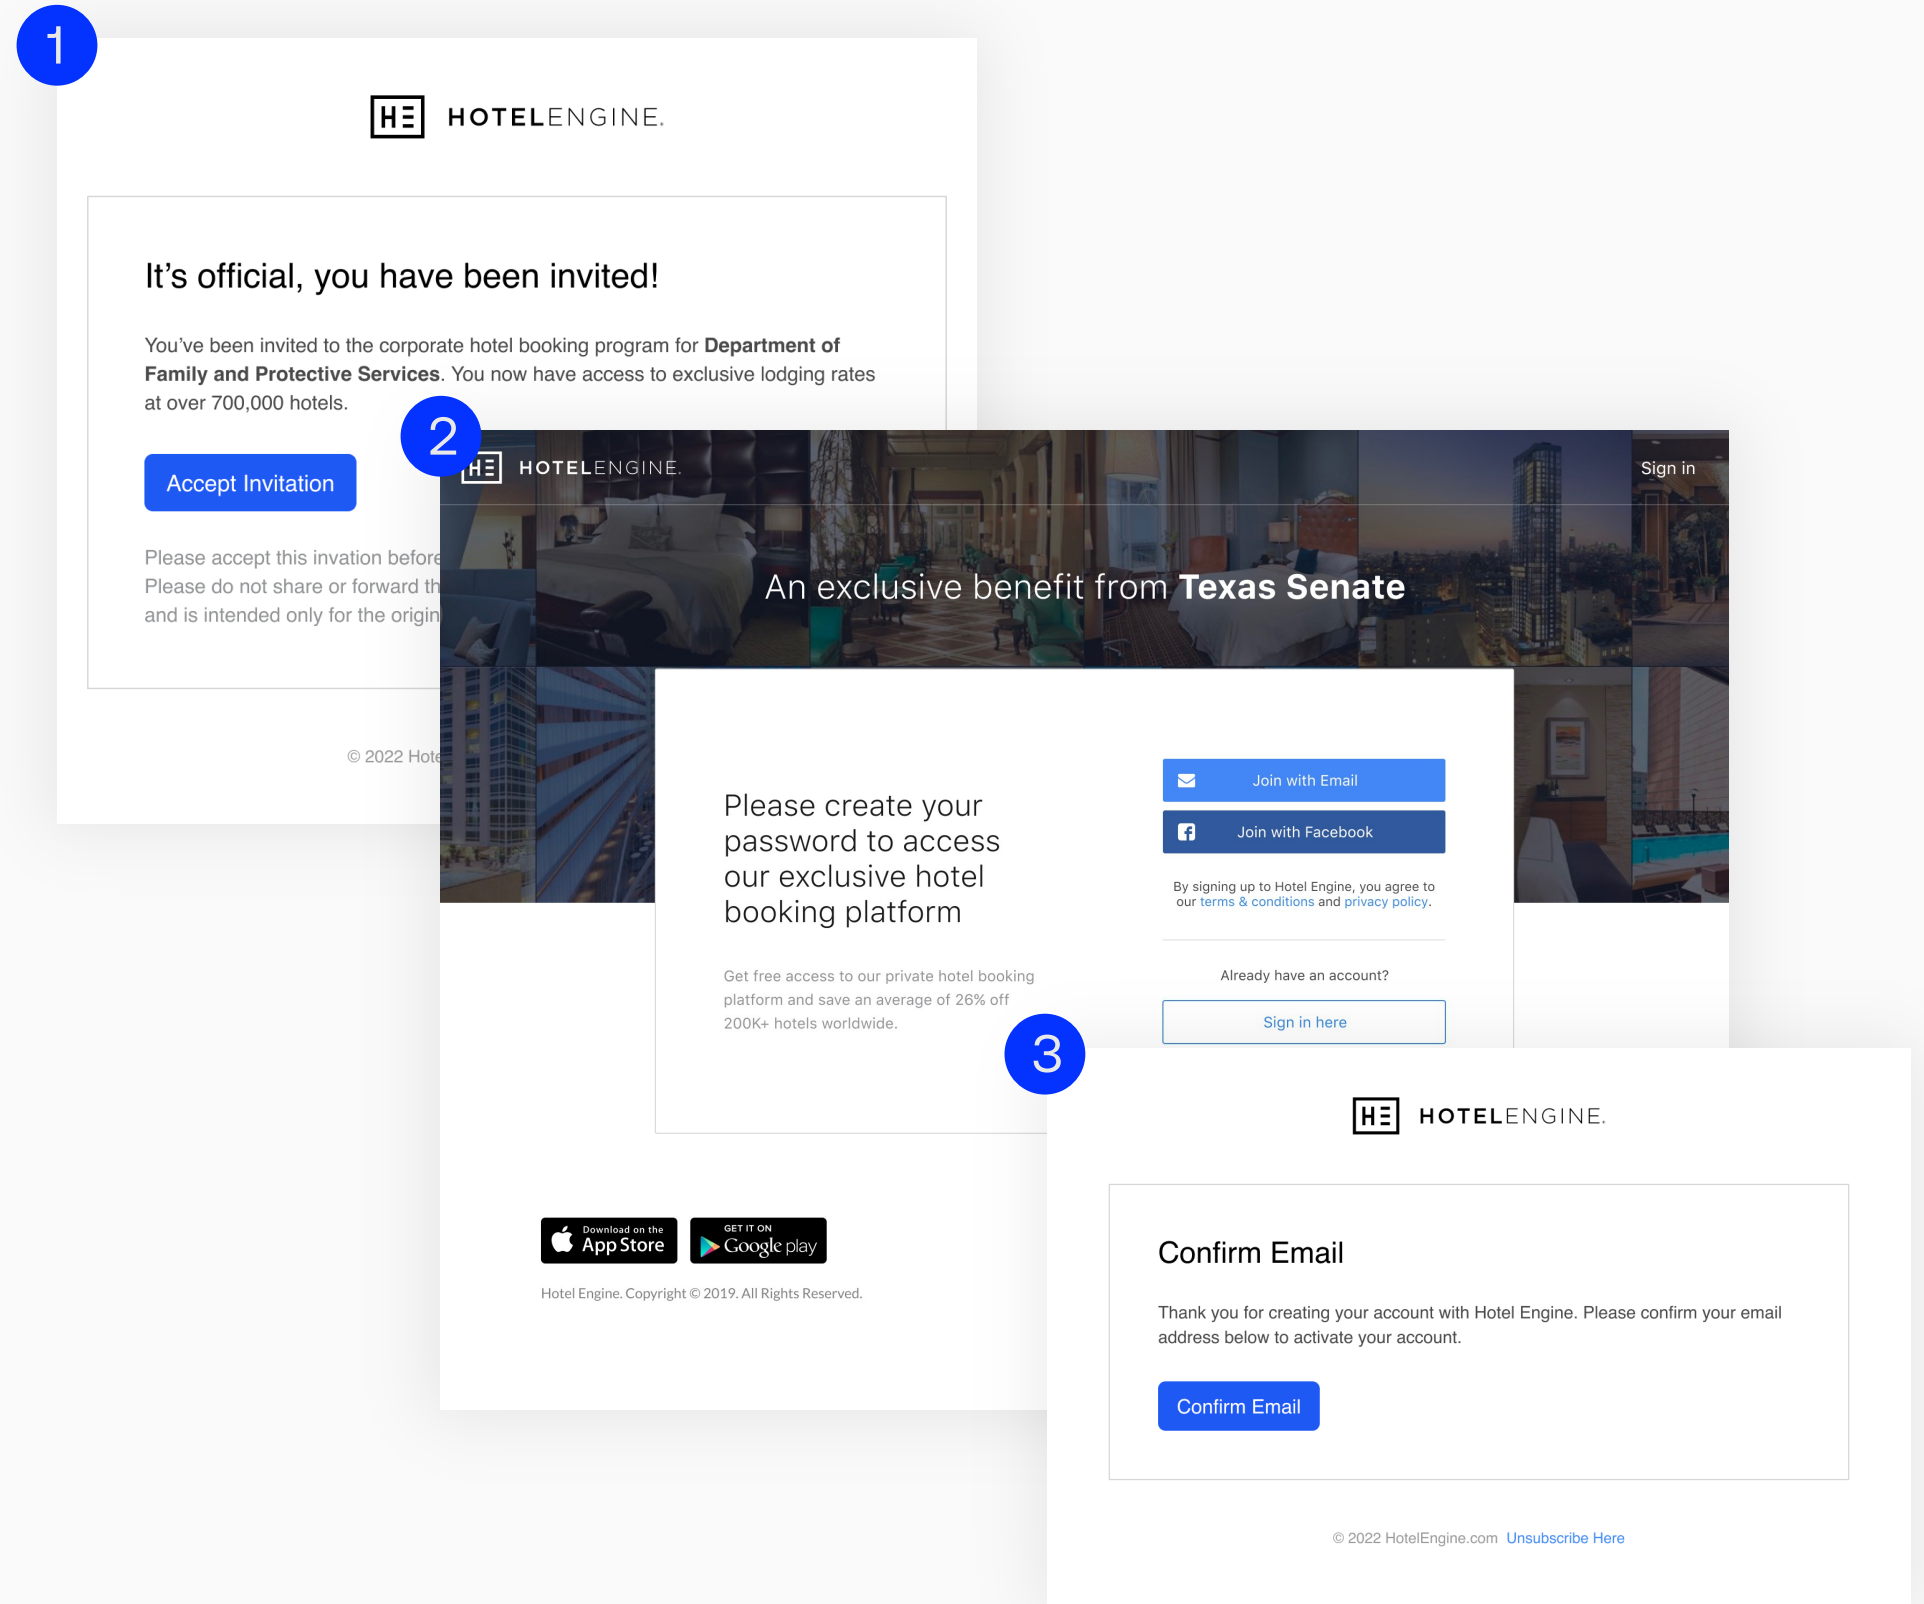 1
HE HOTELENGINE.
It’s official, you have been invited!
You’ve been invited to the corporate hotel booking program for Department of
Family and Protective Services. You now have access to exclusive lodging rates
at over 700,000 hotels.
Accept Invitation
Please accept this invation before
Please do not share or forward th
and is intended only for the origin
© 2022 Hote
2
HE HOTELENGINE.
Sign in
An exclusive benefit from Texas Senate
Please create your
password to access
our exclusive hotel
booking platform
Get free access to our private hotel booking
platform and save an average of 26% off
200K+ hotels worldwide.
Join with Email
Join with Facebook
By signing up to Hotel Engine, you agree to
our terms & conditions and privacy policy.
Already have an account?
Sign in here
Download on the
App Store
GET IT ON
Google play
Hotel Engine. Copyright © 2019. All Rights Reserved.
3
HE HOTELENGINE.
Confirm Email
Thank you for creating your account with Hotel Engine. Please confirm your email
address below to activate your account.
Confirm Email
© 2022 HotelEngine.com Unsubscribe Here